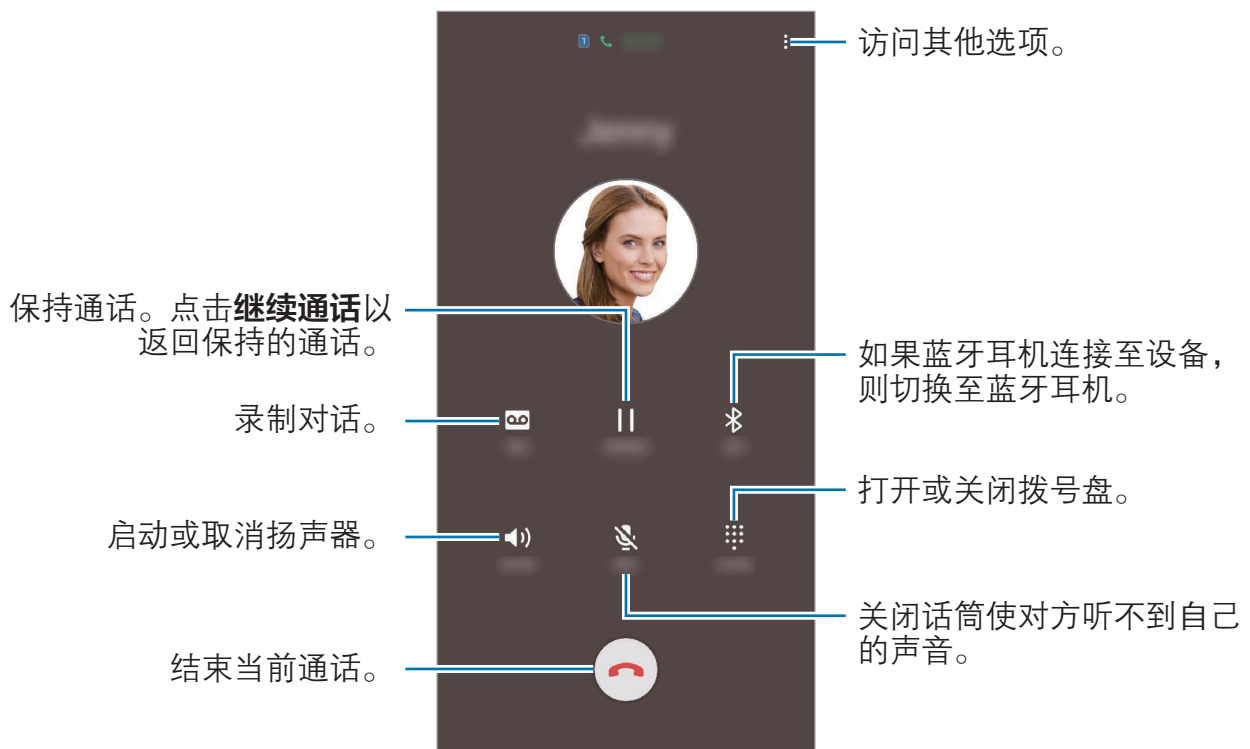 1
访问其他选项。
Jenny
保持通话。点击继续通话以
返回保持的通话。
如果蓝牙耳机连接至设备，
则切换至蓝牙耳机。
录制对话。
打开或关闭拨号盘。
启动或取消扬声器。
关闭话筒使对方听不到自己
的声音。
结束当前通话。